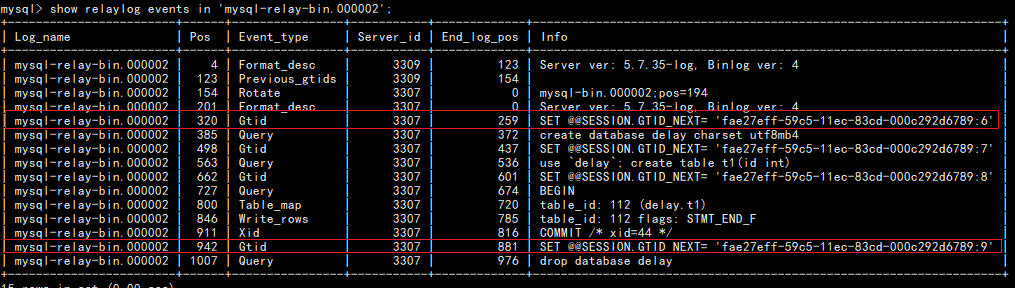 mysql> show relaylog events in 'mysql-relay-bin.000002';
| Log_name | Pos | Event_type | Server_id | End_log_pos | Info |
| mysql-relay-bin.000002 | 4 | Format_desc | 3309 | 123 | Server ver: 5.7.35-log, Binlog ver: 4 |
| mysql-relay-bin.000002 | 123 | Previous_gtids | 3309 | 154 | |
| mysql-relay-bin.000002 | 154 | Rotate | 3307 | 0 | mysql-bin.000002;pos=194 |
| mysql-relay-bin.000002 | 201 | Format_desc | 3307 | 0 | Server ver: 5.7.35-log, Binlog ver: 4 |
| mysql-relay-bin.000002 | 320 | Gtid | 3307 | 259 | SET @@SESSION.GTID_NEXT= 'fae27eff-59c5-11ec-83cd-000c292d6789:6' |
| mysql-relay-bin.000002 | 385 | Query | 3307 | 372 | create database delay charset utf8mb4 |
| mysql-relay-bin.000002 | 498 | Gtid | 3307 | 437 | SET @@SESSION.GTID_NEXT= 'fae27eff-59c5-11ec-83cd-000c292d6789:7' |
| mysql-relay-bin.000002 | 563 | Query | 3307 | 536 | use `delay`; create table t1(id int) |
| mysql-relay-bin.000002 | 662 | Gtid | 3307 | 601 | SET @@SESSION.GTID_NEXT= 'fae27eff-59c5-11ec-83cd-000c292d6789:8' |
| mysql-relay-bin.000002 | 727 | Query | 3307 | 674 | BEGIN |
| mysql-relay-bin.000002 | 800 | Table_map | 3307 | 720 | table_id: 112 (delay.t1) |
| mysql-relay-bin.000002 | 846 | Write_rows | 3307 | 785 | table_id: 112 flags: STMT_END_F |
| mysql-relay-bin.000002 | 911 | Xid | 3307 | 816 | COMMIT /* xid=44 */ |
| mysql-relay-bin.000002 | 942 | Gtid | 3307 | 881 | SET @@SESSION.GTID_NEXT= 'fae27eff-59c5-11ec-83cd-000c292d6789:9' |
| mysql-relay-bin.000002 | 1007 | Query | 3307 | 976 | drop database delay |
15 rows in set (0.00 sec)